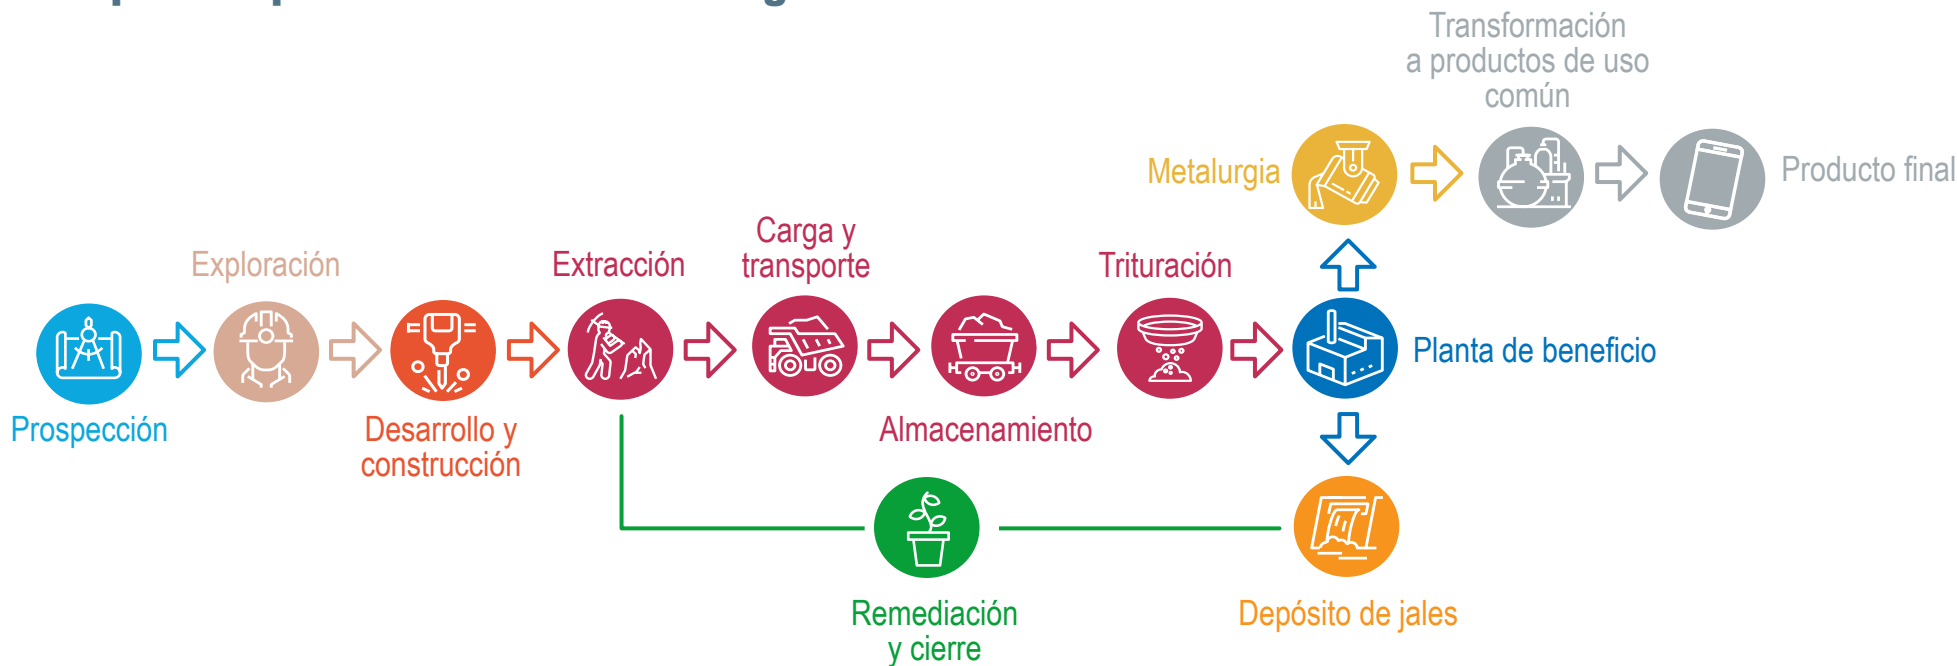 Transformación
a productos de uso
común
Metalurgia
Producto final
Carga y
transporte
Exploración
Extracción
Trituración
Planta de beneficio
Prospección
Desarrollo y
construcción
Almacenamiento
Remediación
y cierre
Depósito de jales